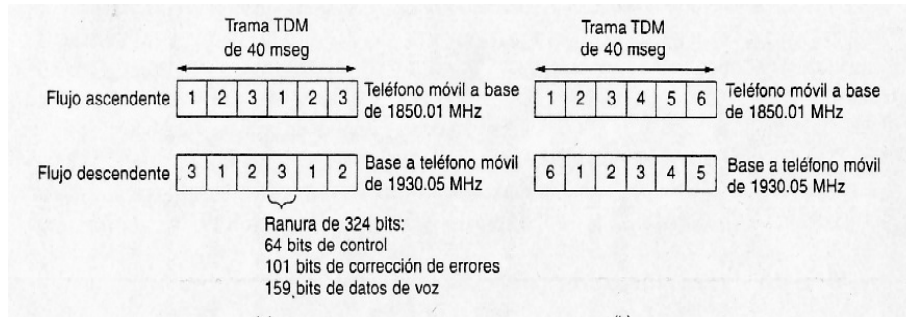 Trama TDM
de 40 mseg
Flujo ascendente 1 2 3 1 2 3 Teléfono móvil a base
de 1850.01 MHz
Flujo descendente 3 1 2 3 1 2 Base a teléfono móvil
de 1930.05 MHz
Ranura de 324 bits:
64 bits de control
101 bits de corrección de errores
159 bits de datos de voz
Trama TDM
de 40 mseg
1 2 3 4 5 6 Teléfono móvil a base
de 1850.01 MHz
6 1 2 3 4 5 Base a teléfono móvil
de 1930.05 MHz